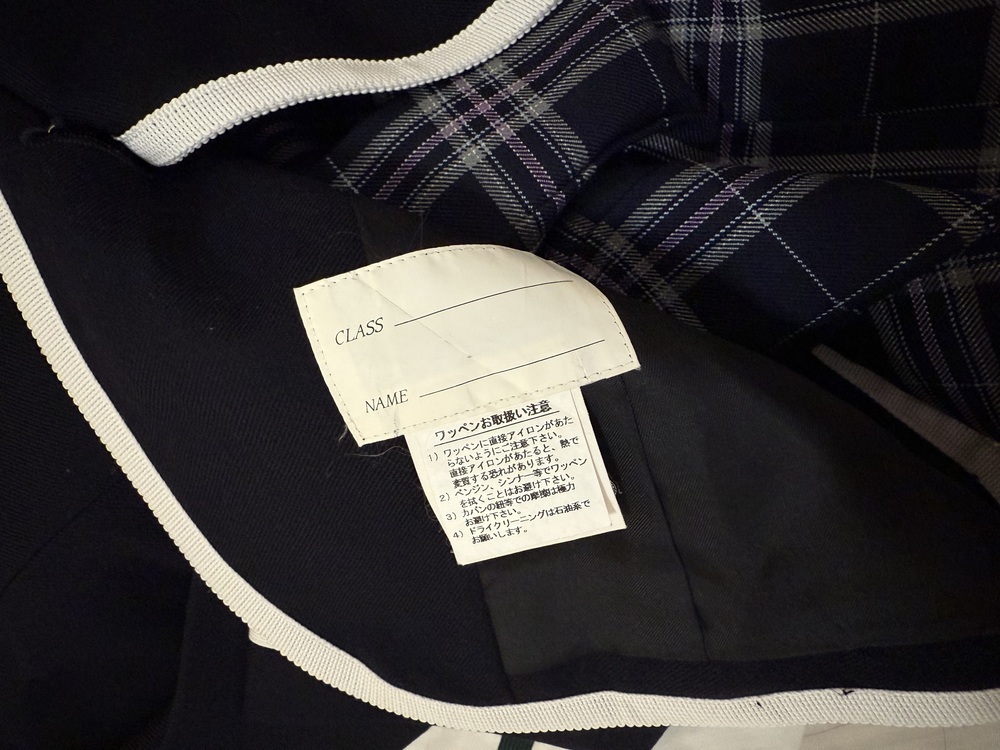 CLASS
NAME
ワッペンお取扱い注意
1) ワッペンに直接アイロンがあた
らないようにご注意下さい。
直接アイロンがあたると、熱で
変質する恐れがあります。
2) ベンジン、シンナー等でワッペン
を拭くことはお避け下さい。
3) カバンの紐等での摩擦は極力
お避け下さい。
4) ドライクリーニングは石油系で
お願いします。